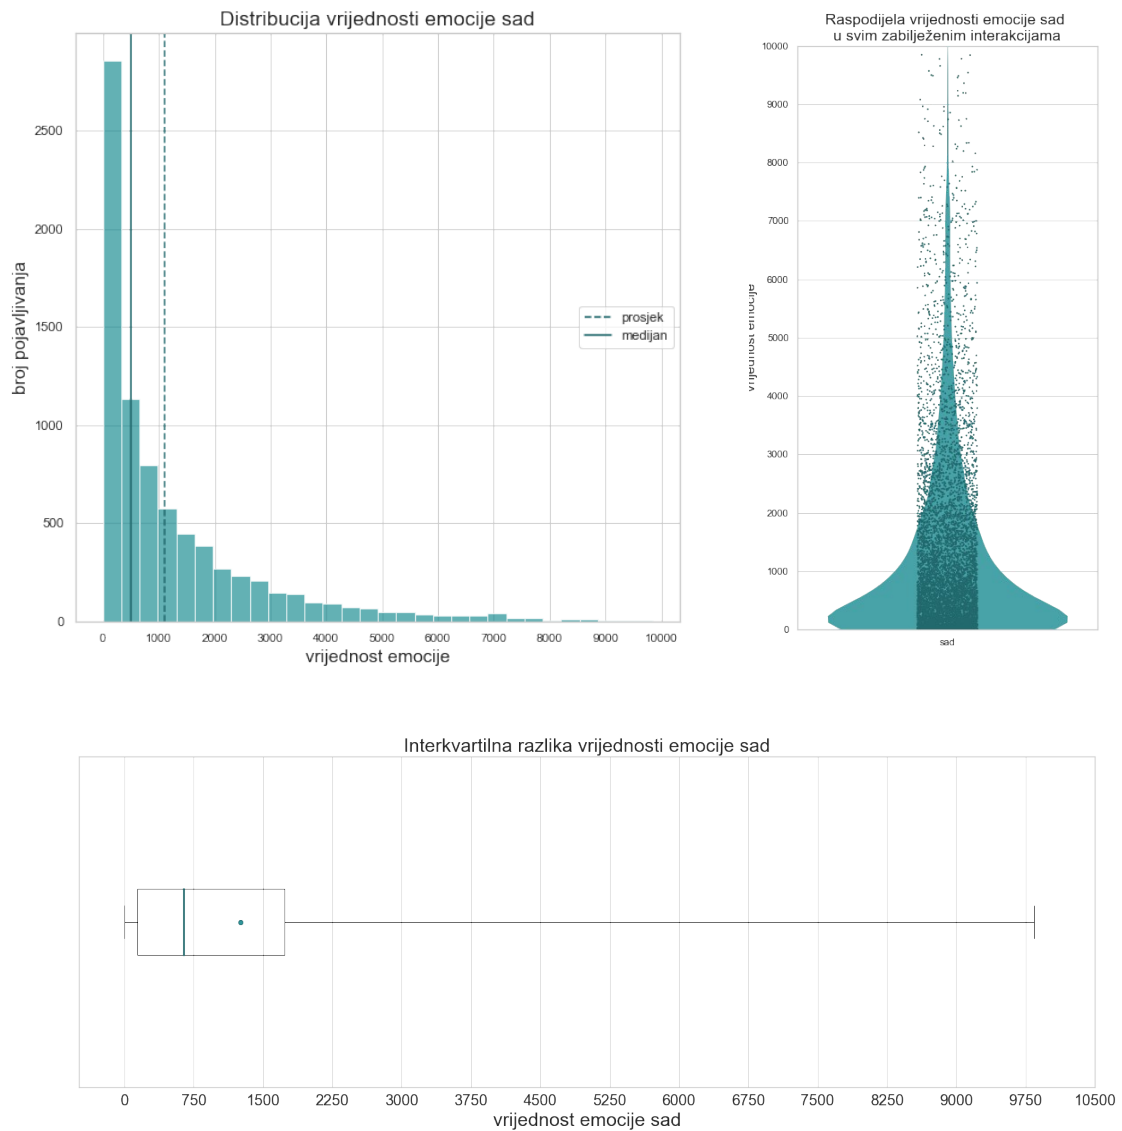 Distribucija vrijednosti emocije sad
2500
2000
1500
1000
500
0
broj pojavljivanja
prosjek
medijan
0 1000 2000 3000 4000 5000 6000 7000 8000 9000 10000
vrijednost emocije
Raspodijela vrijednosti emocije sad
u svim zabilježenim interakcijama
10000
9000
8000
7000
6000
5000
4000
3000
2000
1000
0
vrijednost emocije
sad
Interkvartilna razlika vrijednosti emocije sad
0 750 1500 2250 3000 3750 4500 5250 6000 6750 7500 8250 9000 9750 10500
vrijednost emocije sad